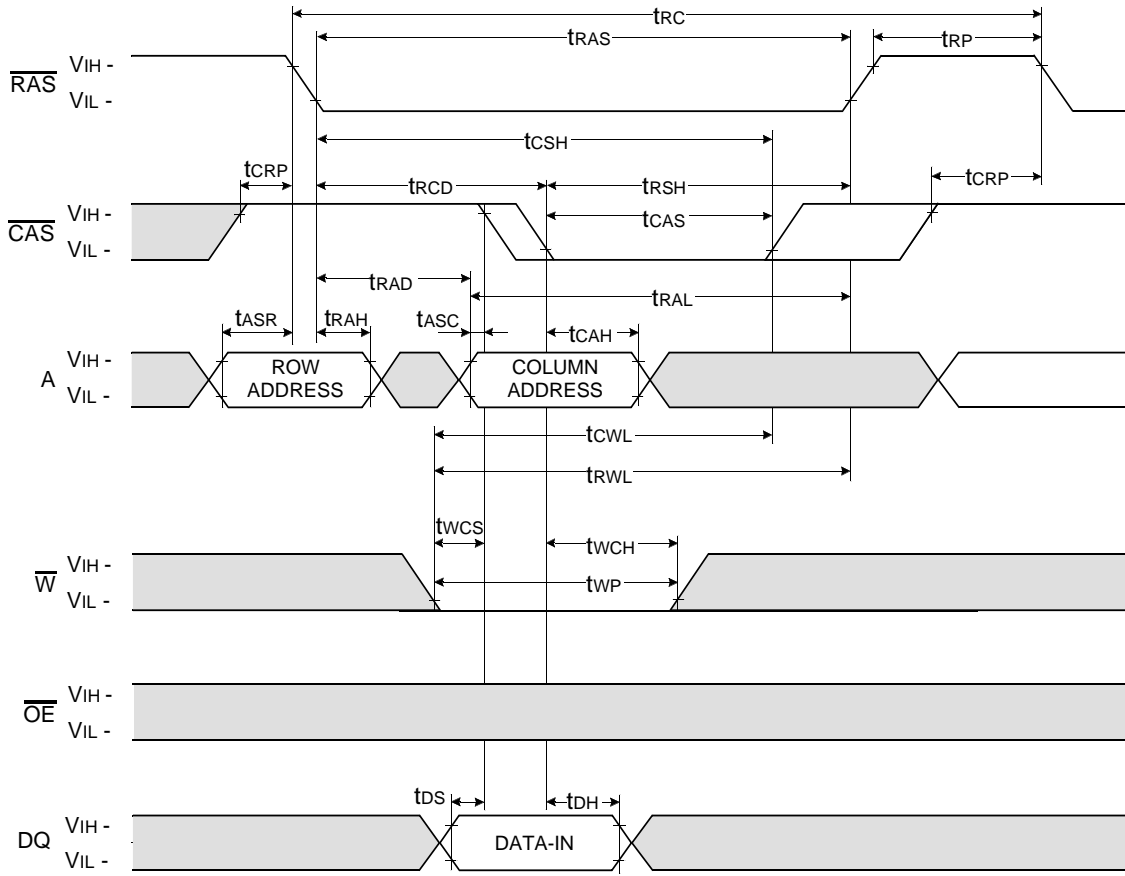 tRC
tRAS
tRP
RAS
VIH -
VIL -
tCSH
tCRP
tRCD
tRSH
tCRP
CAS
VIH -
VIL -
tCAS
tRAD
tRAL
tASR
tRAH
tASC
tCAH
A
VIH -
VIL -
ROW
ADDRESS
COLUMN
ADDRESS
tCWL
tRWL
tWCS
tWCH
W
VIH -
VIL -
tWP
OE
VIH -
VIL -
tDS
tDH
DQ
VIH -
VIL -
DATA-IN